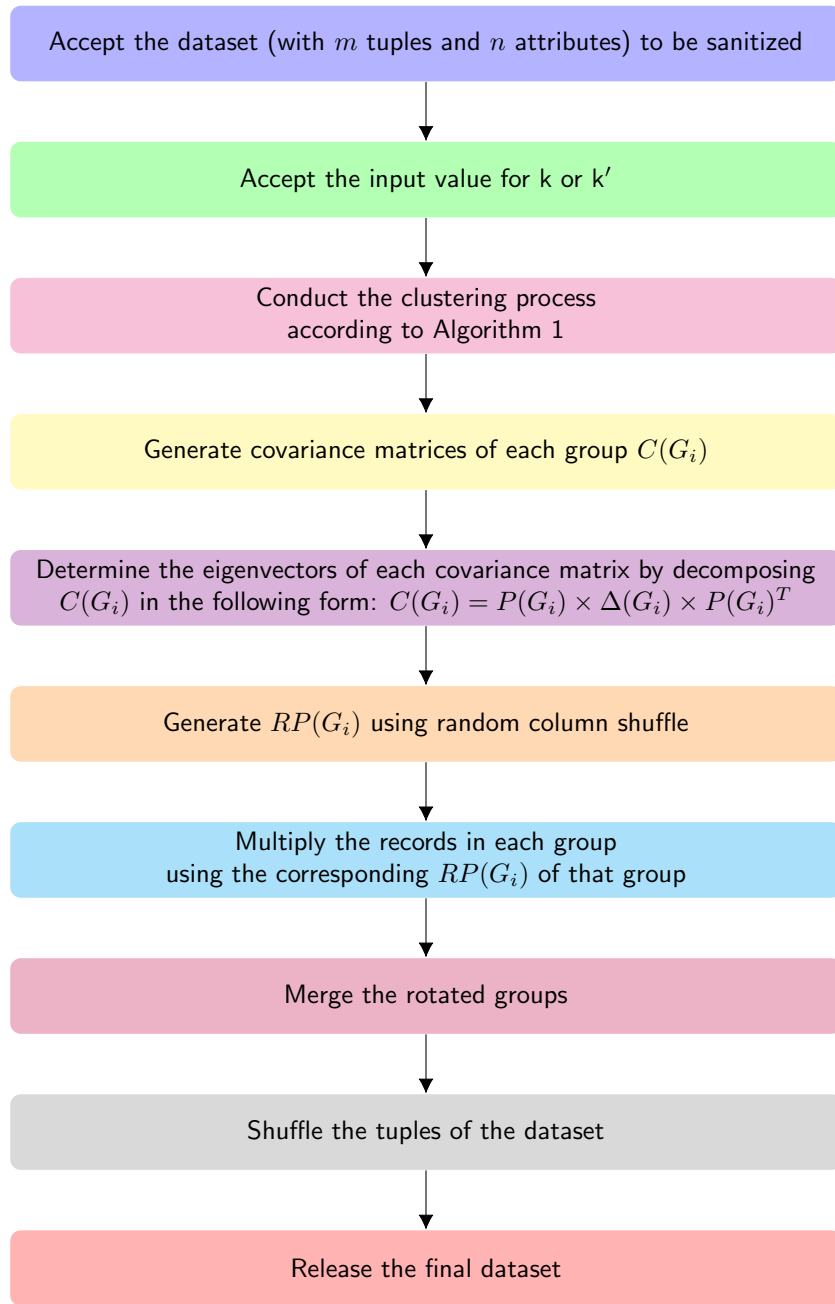 Accept the dataset (with m tuples and n attributes) to be sanitized
Accept the input value for k or k′
Conduct the clustering process
according to Algorithm 1
Generate covariance matrices of each group C(G_i)
Determine the eigenvectors of each covariance matrix by decomposing
C(G_i) in the following form: C(G_i) = P(G_i) × Δ(G_i) × P(G_i)^T
Generate RP(G_i) using random column shuffle
Multiply the records in each group
using the corresponding RP(G_i) of that group
Merge the rotated groups
Shuffle the tuples of the dataset
Release the final dataset